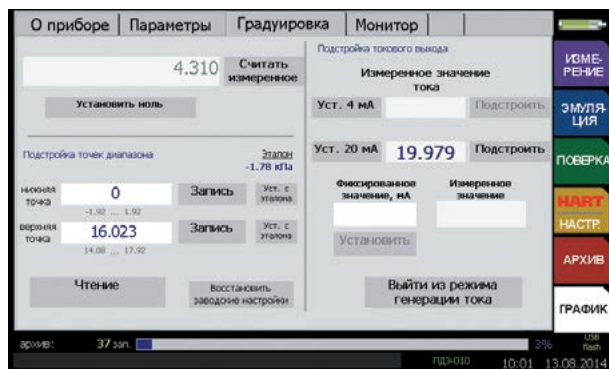 О приборе
Параметры
Градуировка
Монитор
4.310
Считать
измеренное
Установить ноль
Подстройка точек диапазона
Эталон
-1.78 кПа
нижняя
точка
0
Запись
Уст. с
эталона
-1.92 ... 1.92
верхняя
точка
16.023
Запись
Уст. с
эталона
14.08 ... 17.92
Чтение
Восстановить
заводские настройки
Подстройка токового выхода
Измеренное значение
тока
Уст. 4 мА
Подстроить
Уст. 20 мА
19.979
Подстроить
Фиксированное
значение, мА
Измеренное
значение
Установить
Выйти из режима
генерации тока
ИЗМЕ-
РЕНИЕ
ЭМУЛЯ-
ЦИЯ
ПОВЕРКА
HART
НАСТР.
АРХИВ
ГРАФИК
архив:
37 зап.
3%
USB
flash
ПДЭ-010
10:01
13.08.2014